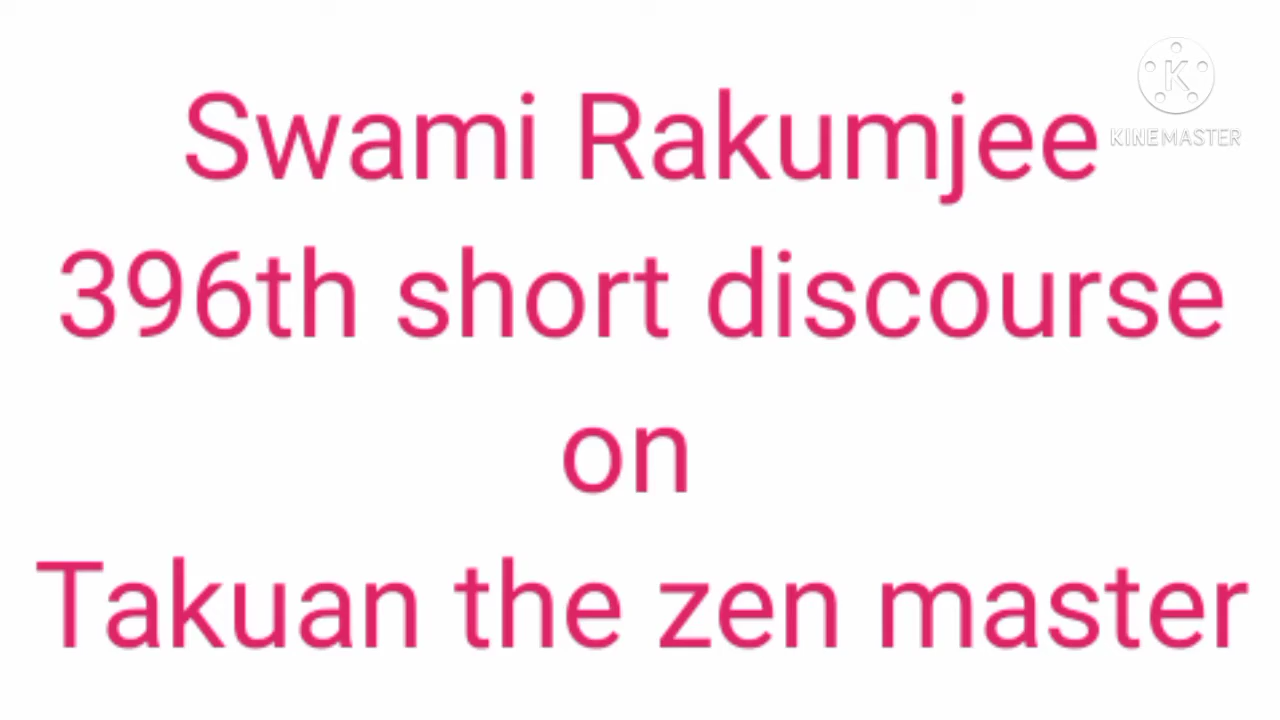 Swami Rakumjee
KINEMASTER
396th short discourse
on
Takuan the zen master